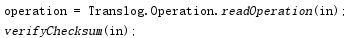 operation = Translog.Operation.readOperation(in);
verifyChecksum(in);